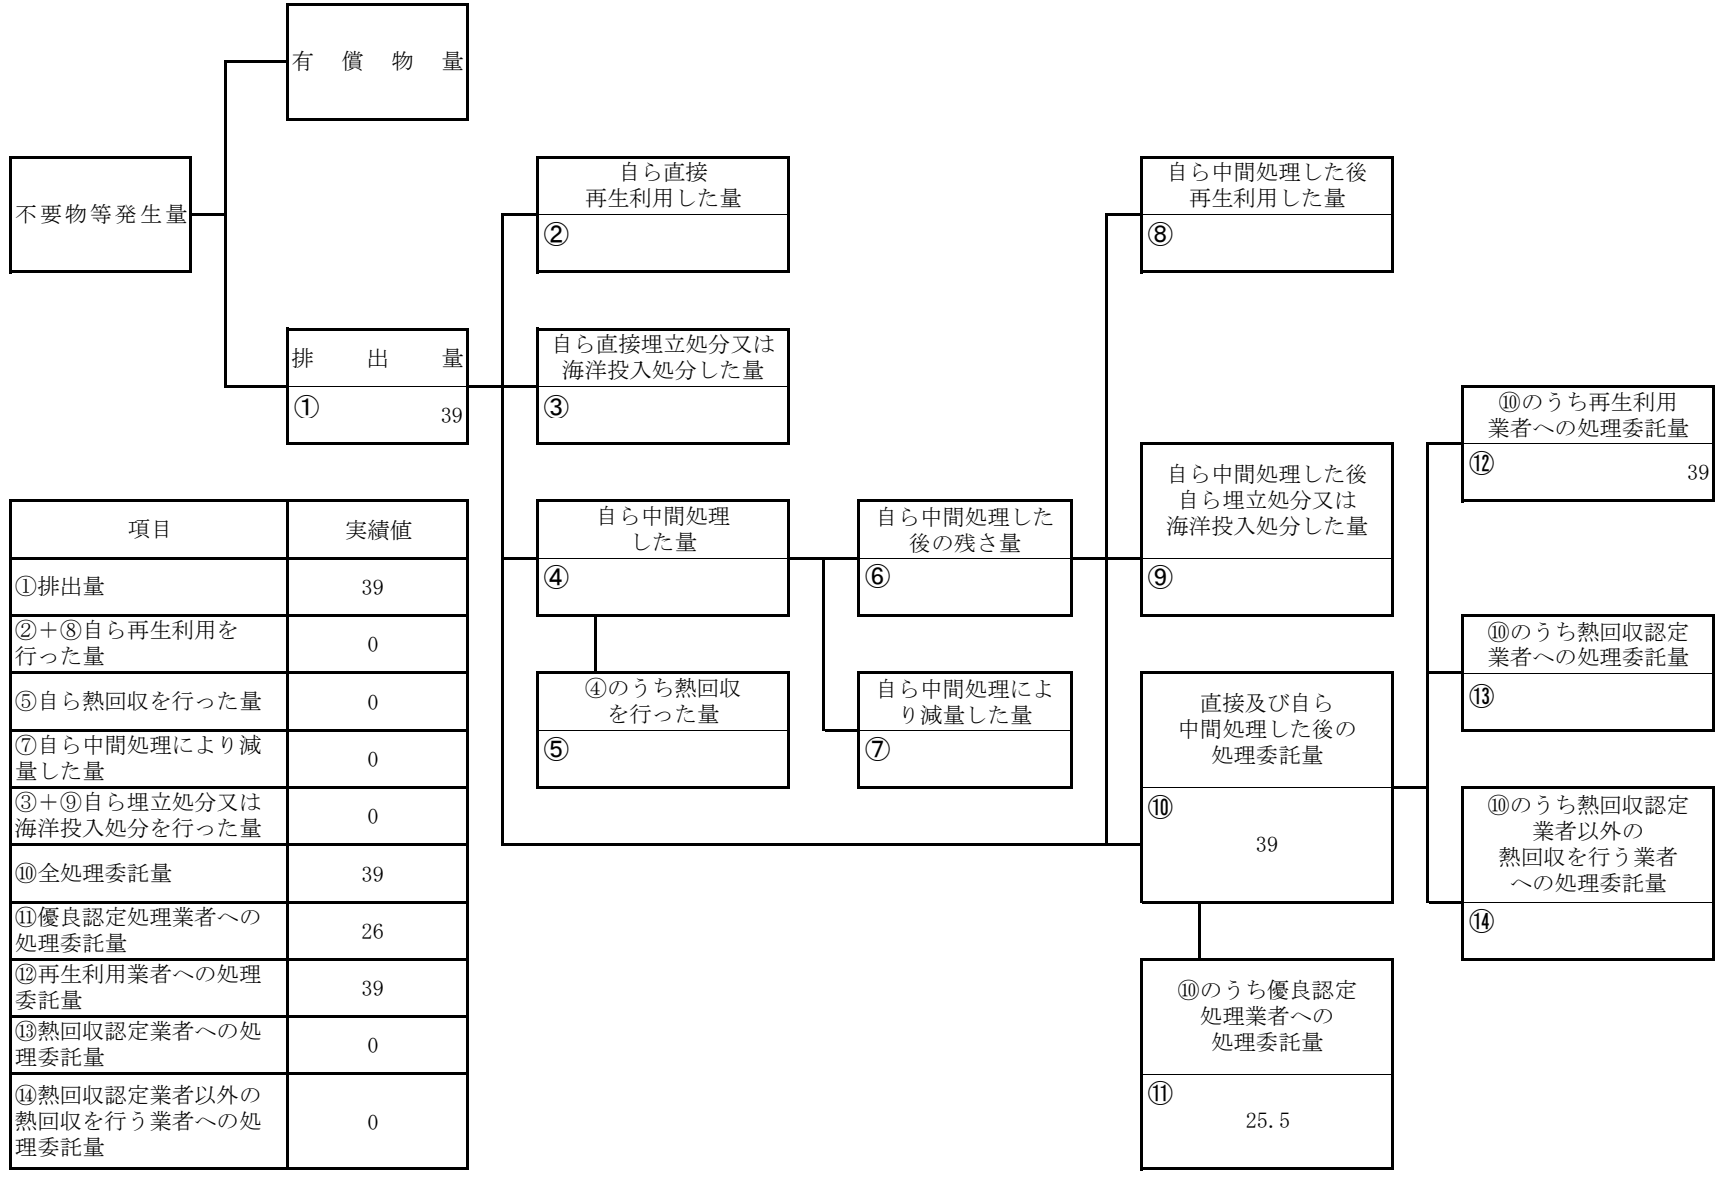 有償物量
不要物等発生量
排出量
①
39
自ら直接
再生利用した量
②
自ら直接埋立処分又は
海洋投入処分した量
③
自ら中間処理
した量
④
④のうち熱回収
を行った量
⑤
自ら中間処理した
後の残さ量
⑥
自ら中間処理によ
り減量した量
⑦
自ら中間処理した後
再生利用した量
⑧
自ら中間処理した後
自ら埋立処分又は
海洋投入処分した量
⑨
直接及び自ら
中間処理した後の
処理委託量
⑩
39
⑩のうち優良認定
処理業者への
処理委託量
⑪
25.5
⑩のうち再生利用
業者への処理委託量
⑫
39
⑩のうち熱回収認定
業者への処理委託量
⑬
⑩のうち熱回収認定
業者以外の
熱回収を行う業者
への処理委託量
⑭
項目 実績値
①排出量 39
②＋⑧自ら再生利用を
行った量 0
⑤自ら熱回収を行った量 0
⑦自ら中間処理により減
量した量 0
③＋⑨自ら埋立処分又は
海洋投入処分を行った量 0
⑩全処理委託量 39
⑪優良認定処理業者への
処理委託量 26
⑫再生利用業者への処理
委託量 39
⑬熱回収認定業者への処
理委託量 0
⑭熱回収認定業者以外の
熱回収を行う業者への処 0
理委託量